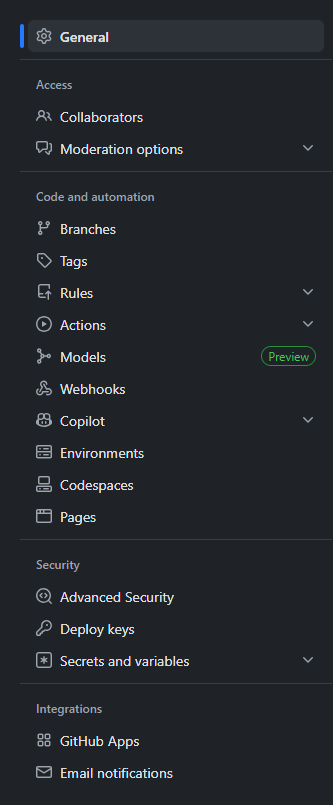 General
Access
Collaborators
Moderation options
Code and automation
Branches
Tags
Rules
Actions
Models Preview
Webhooks
Copilot
Environments
Codespaces
Pages
Security
Advanced Security
Deploy keys
Secrets and variables
Integrations
GitHub Apps
Email notifications